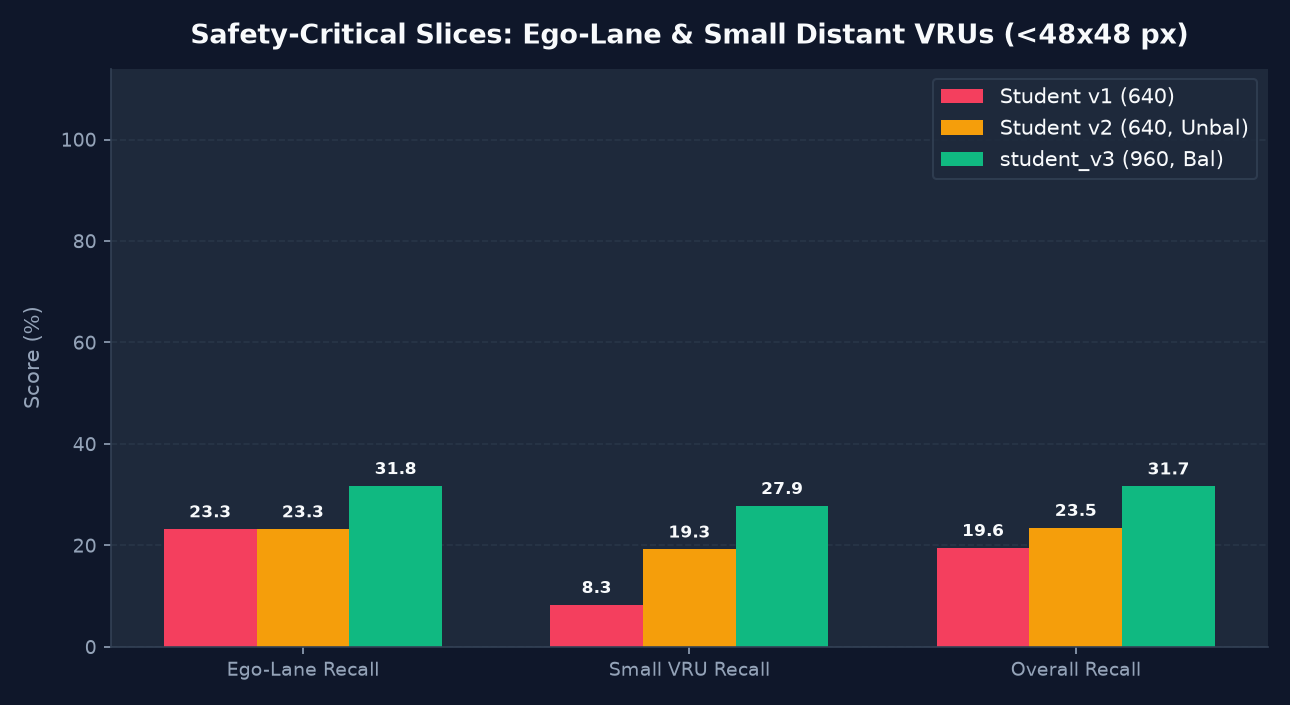 Safety-Critical Slices: Ego-Lane & Small Distant VRUs (<48x48 px)
Student v1 (640)
Student v2 (640, Unbal)
student_v3 (960, Bal)
Score (%)
100
80
60
40
20
0
23.3
23.3
31.8
8.3
19.3
27.9
19.6
23.5
31.7
Ego-Lane Recall
Small VRU Recall
Overall Recall